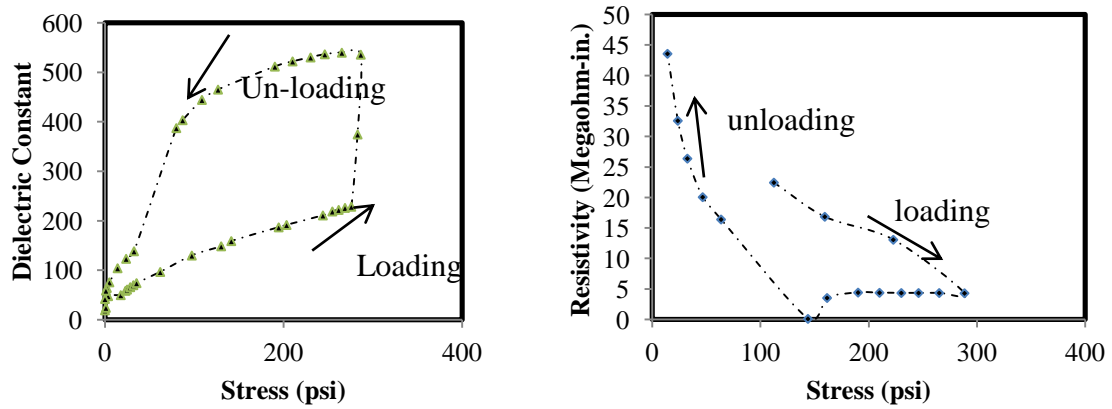 600
500
400
300
200
100
0
Dielectric Constant
Un-loading
Loading
0 200 400
Stress (psi)
50
45
40
35
30
25
20
15
10
5
0
Resistivity (Megaohm-in.)
unloading
loading
0 100 200 300 400
Stress (psi)